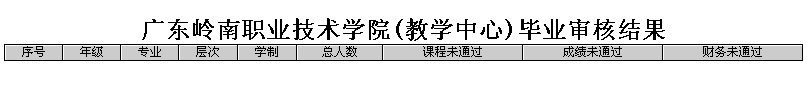 广东岭南职业技术学院(教学中心)毕业审核结果
序号 年级 专业 层次 学制 总人数 课程未通过 成绩未通过 财务未通过